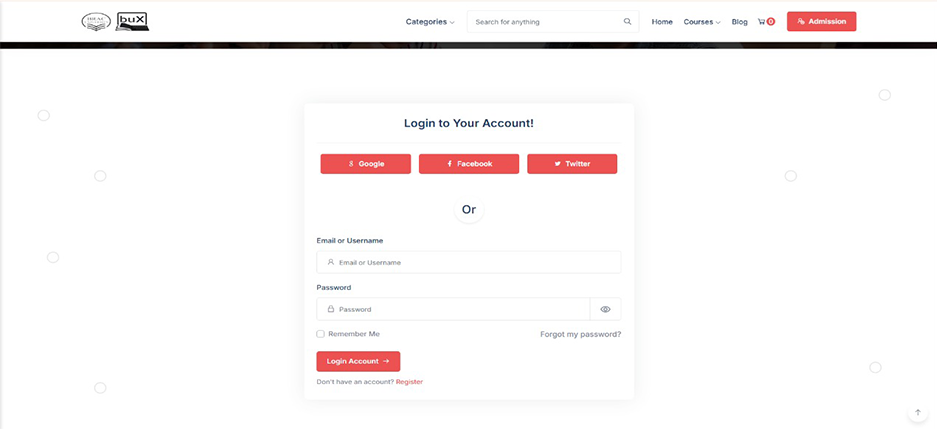 buX
Categories
Search for anything
Home
Courses
Blog
0
Admission
Login to Your Account!
Google
Facebook
Twitter
Or
Email or Username
Email or Username
Password
Password
Remember Me
Forgot my password?
Login Account
Don't have an account? Register